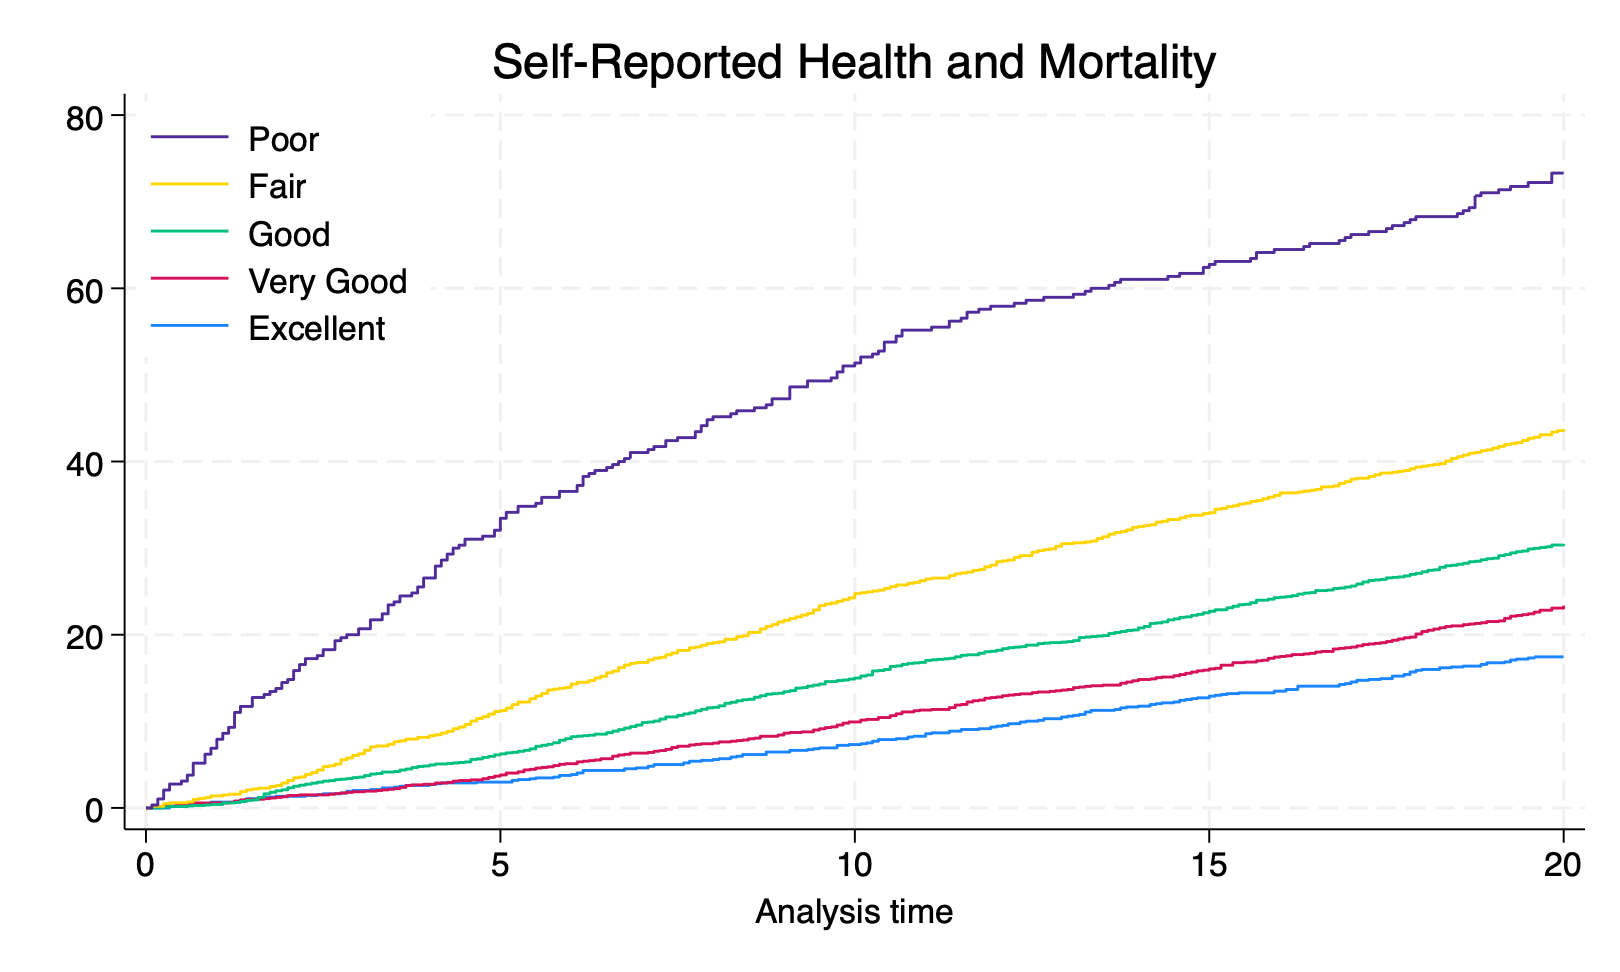 Self-Reported Health and Mortality
80
60
40
20
0
Poor
Fair
Good
Very Good
Excellent
0 5 10 15 20
Analysis time